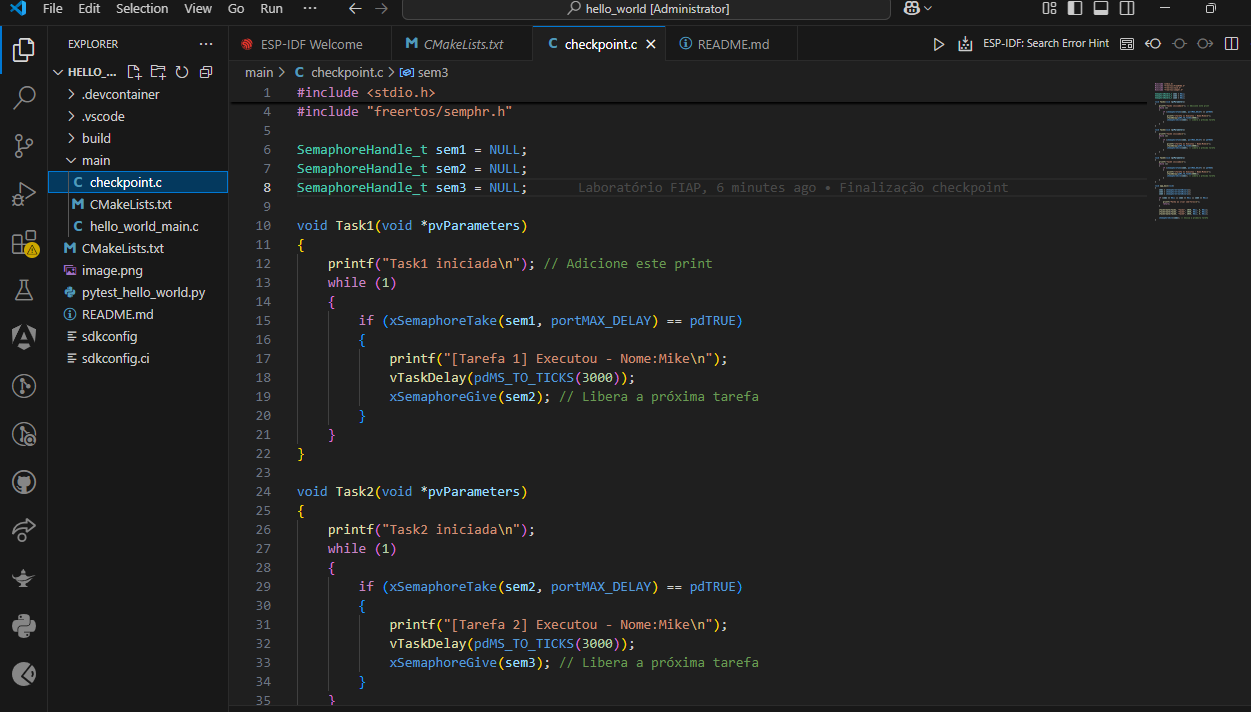 File Edit Selection View Go Run ··· hello_world [Administrator]
EXPLORER ···
HELLO_...
.devcontainer
.vscode
build
main
checkpoint.c
CMakeLists.txt
hello_world_main.c
CMakeLists.txt
image.png
pytest_hello_world.py
README.md
sdkconfig
sdkconfig.ci
ESP-IDF Welcome CMakeLists.txt checkpoint.c README.md ESP-IDF: Search Error Hint
main > checkpoint.c > sem3
1 #include <stdio.h>
4 #include "freertos/semphr.h"
5
6 SemaphoreHandle_t sem1 = NULL;
7 SemaphoreHandle_t sem2 = NULL;
8 SemaphoreHandle_t sem3 = NULL; Laboratório FIAP, 6 minutes ago • Finalização checkpoint
9
10 void Task1(void *pvParameters)
11 {
12 printf("Task1 iniciada\n"); // Adicione este print
13 while (1)
14 {
15 if (xSemaphoreTake(sem1, portMAX_DELAY) == pdTRUE)
16 {
17 printf("[Tarefa 1] Executou - Nome:Mike\n");
18 vTaskDelay(pdMS_TO_TICKS(3000));
19 xSemaphoreGive(sem2); // Libera a próxima tarefa
20 }
21 }
22 }
23
24 void Task2(void *pvParameters)
25 {
26 printf("Task2 iniciada\n");
27 while (1)
28 {
29 if (xSemaphoreTake(sem2, portMAX_DELAY) == pdTRUE)
30 {
31 printf("[Tarefa 2] Executou - Nome:Mike\n");
32 vTaskDelay(pdMS_TO_TICKS(3000));
33 xSemaphoreGive(sem3); // Libera a próxima tarefa
34 }
35 }